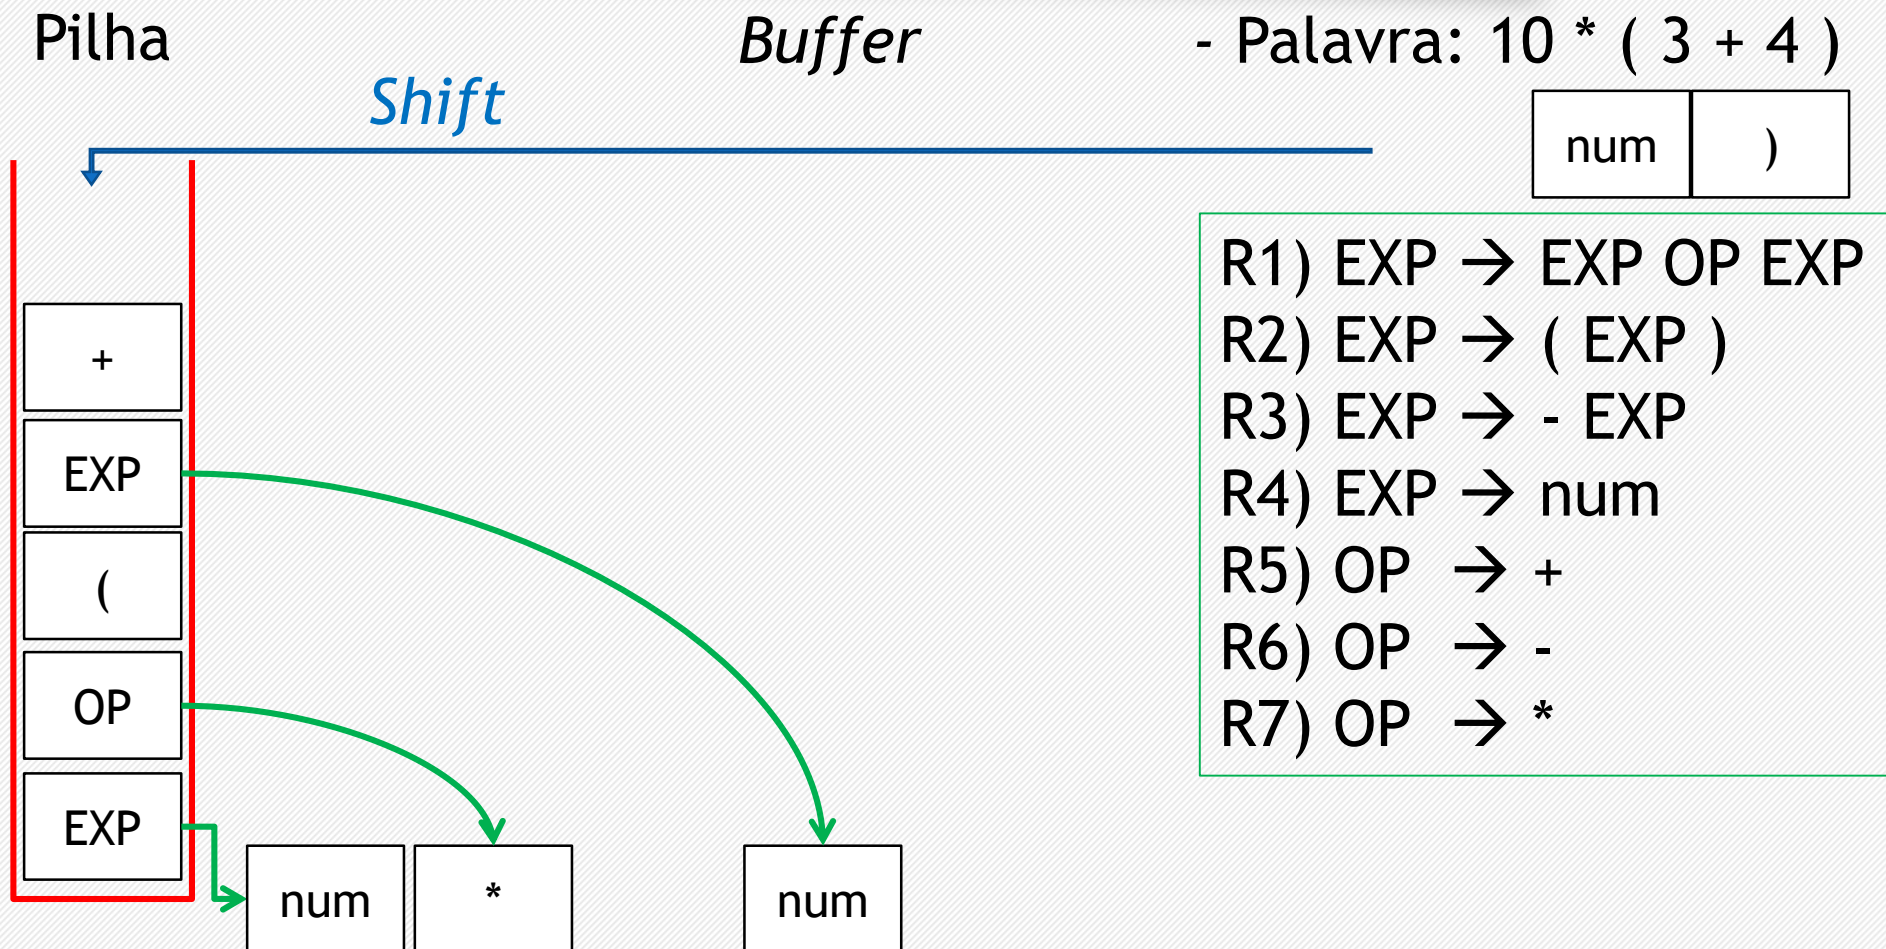 Pilha
Buffer
- Palavra: 10 * ( 3 + 4 )
Shift
num
)
R1) EXP → EXP OP EXP
R2) EXP → ( EXP )
R3) EXP → - EXP
R4) EXP → num
R5) OP → +
R6) OP → -
R7) OP → *
+
EXP
(
OP
EXP
num
*
num